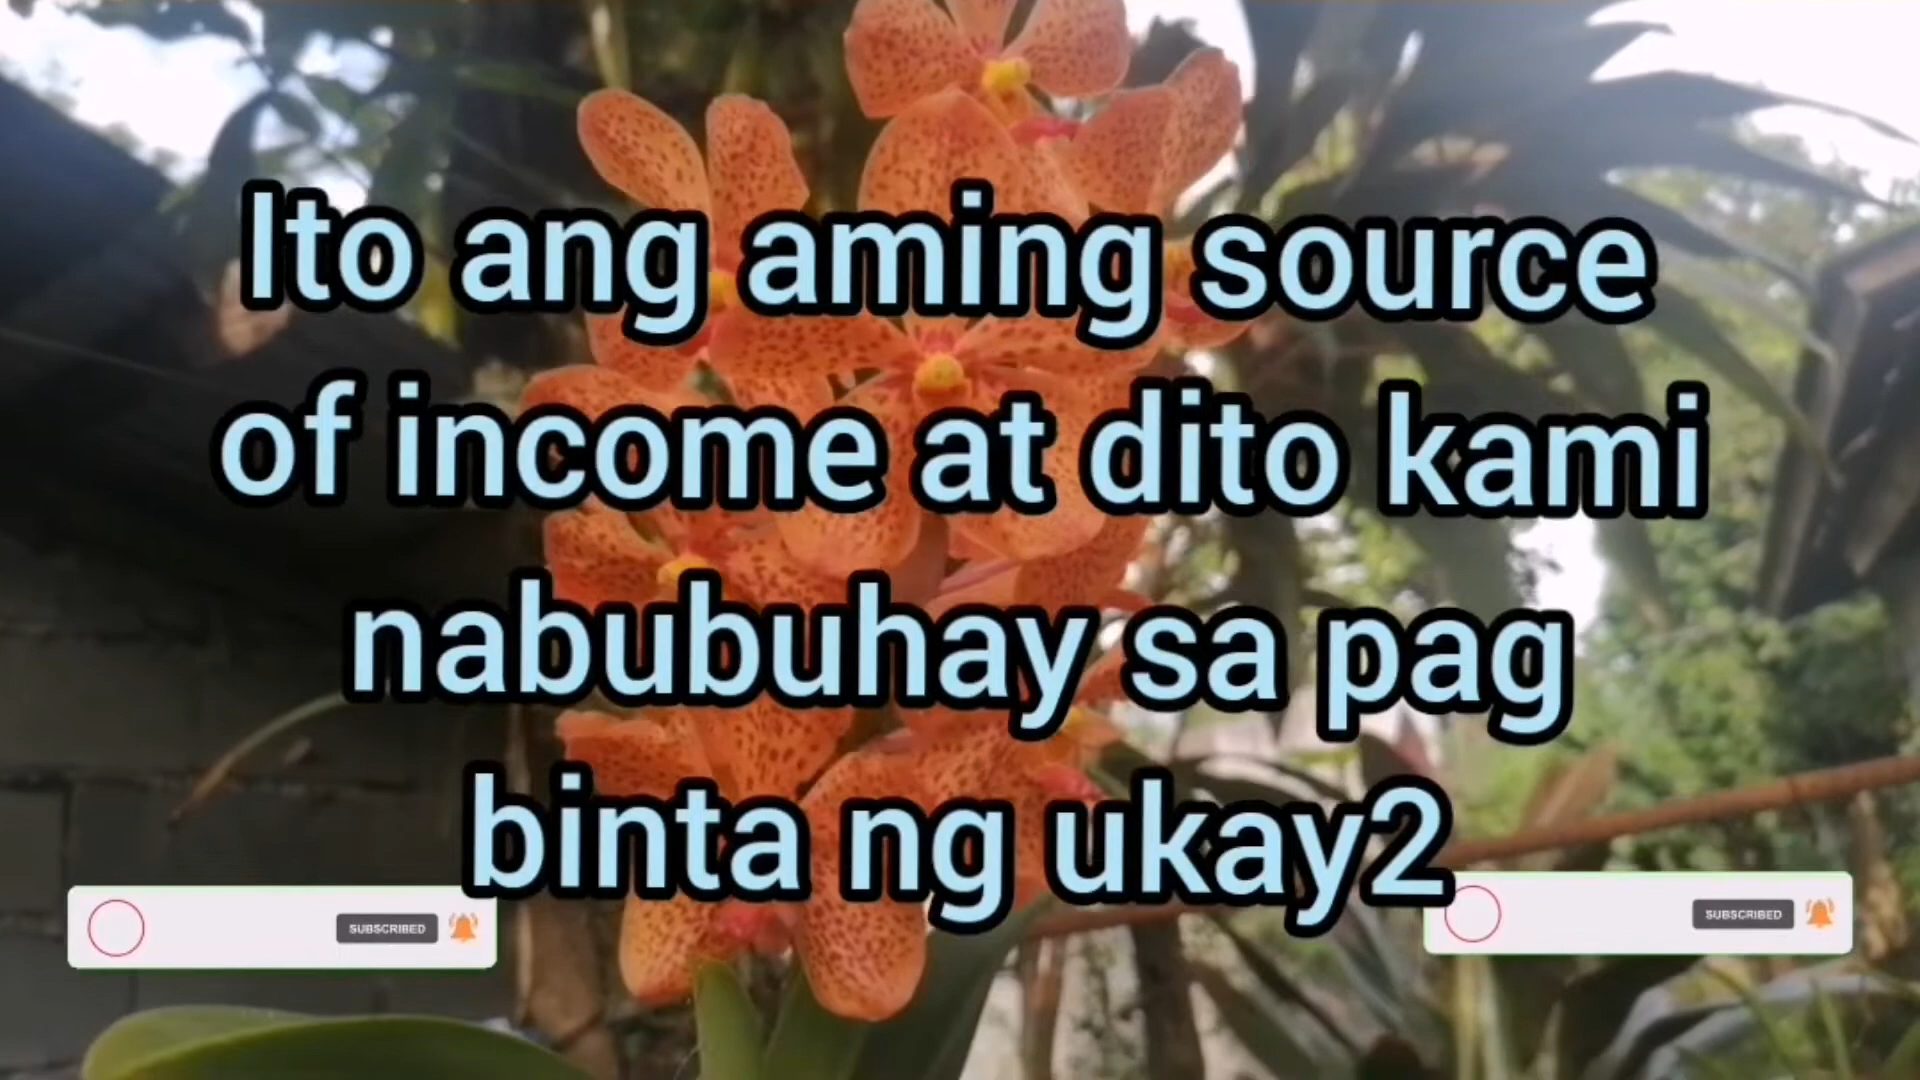 Ito ang aming source
of income at dito kami
nabubuhay sa pag
binta ng ukay2
SUBSCRIBED
SUBSCRIBED